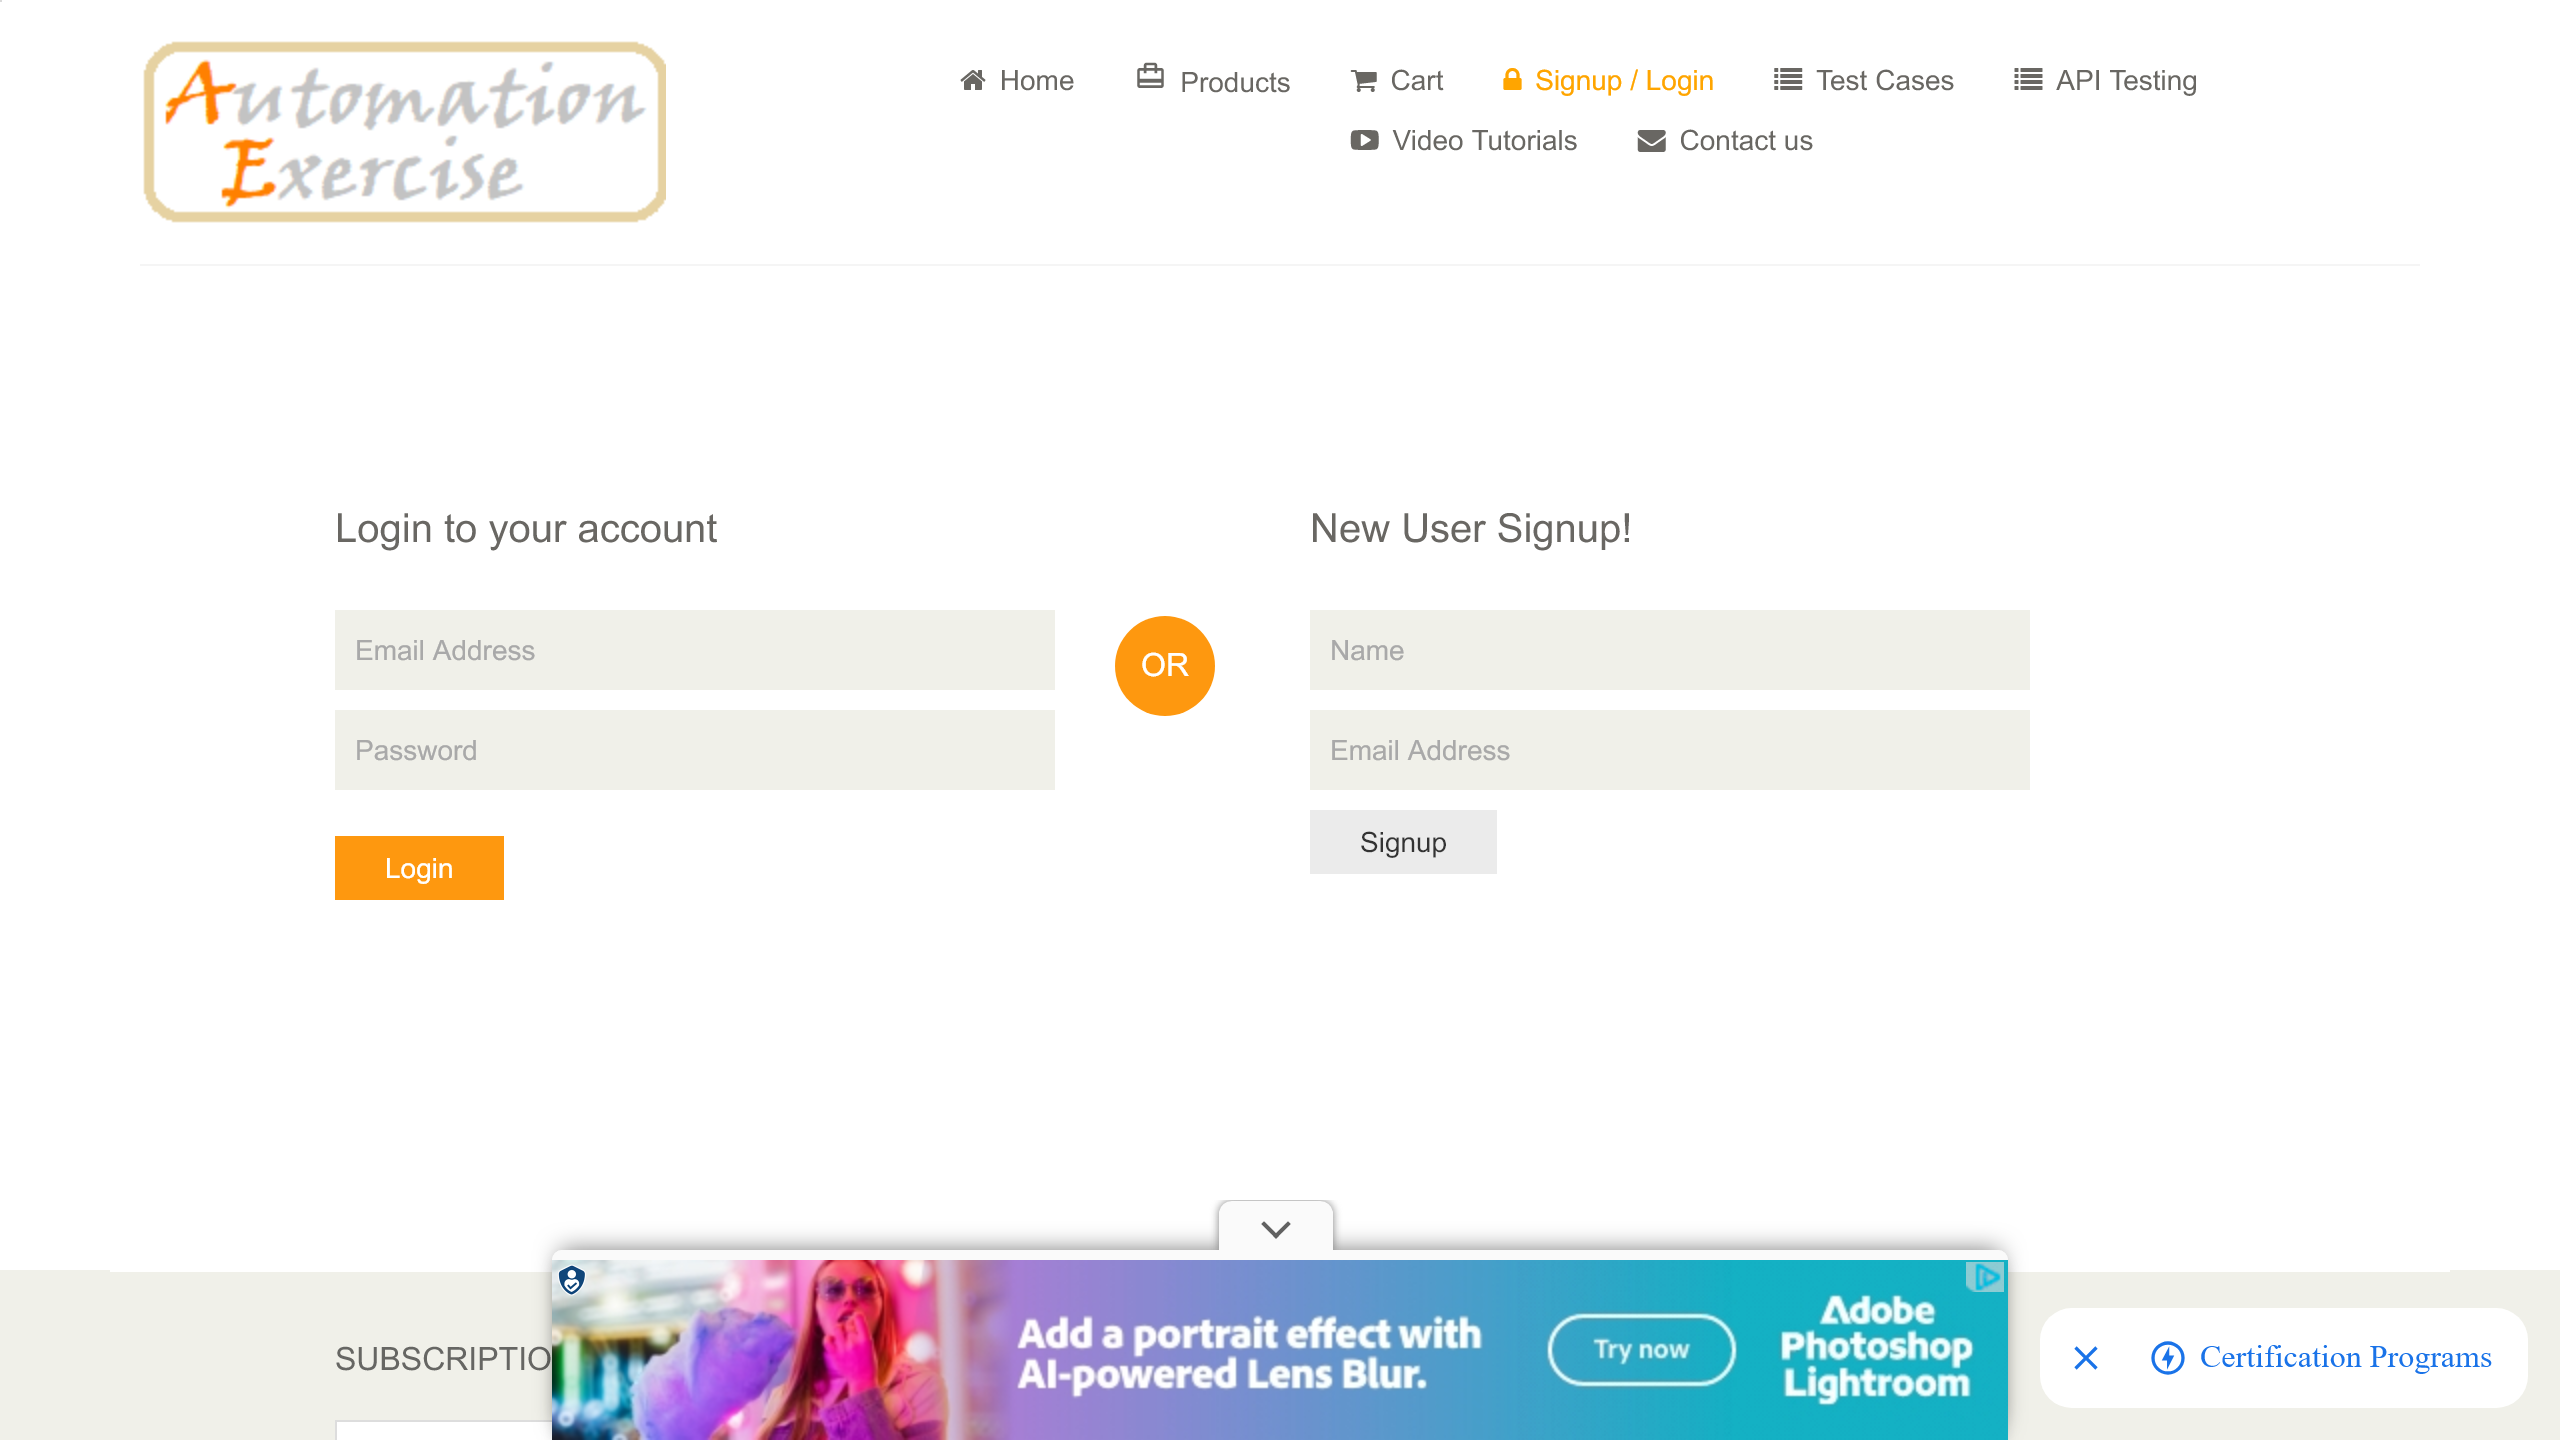 Automation
Exercise
Home
Products
Cart
Signup / Login
Test Cases
API Testing
Video Tutorials
Contact us
Login to your account
Email Address
Password
Login
OR
New User Signup!
Name
Email Address
Signup
SUBSCRIPTIO
Add a portrait effect with
AI-powered Lens Blur.
Try now
Adobe
Photoshop
Lightroom
Certification Programs